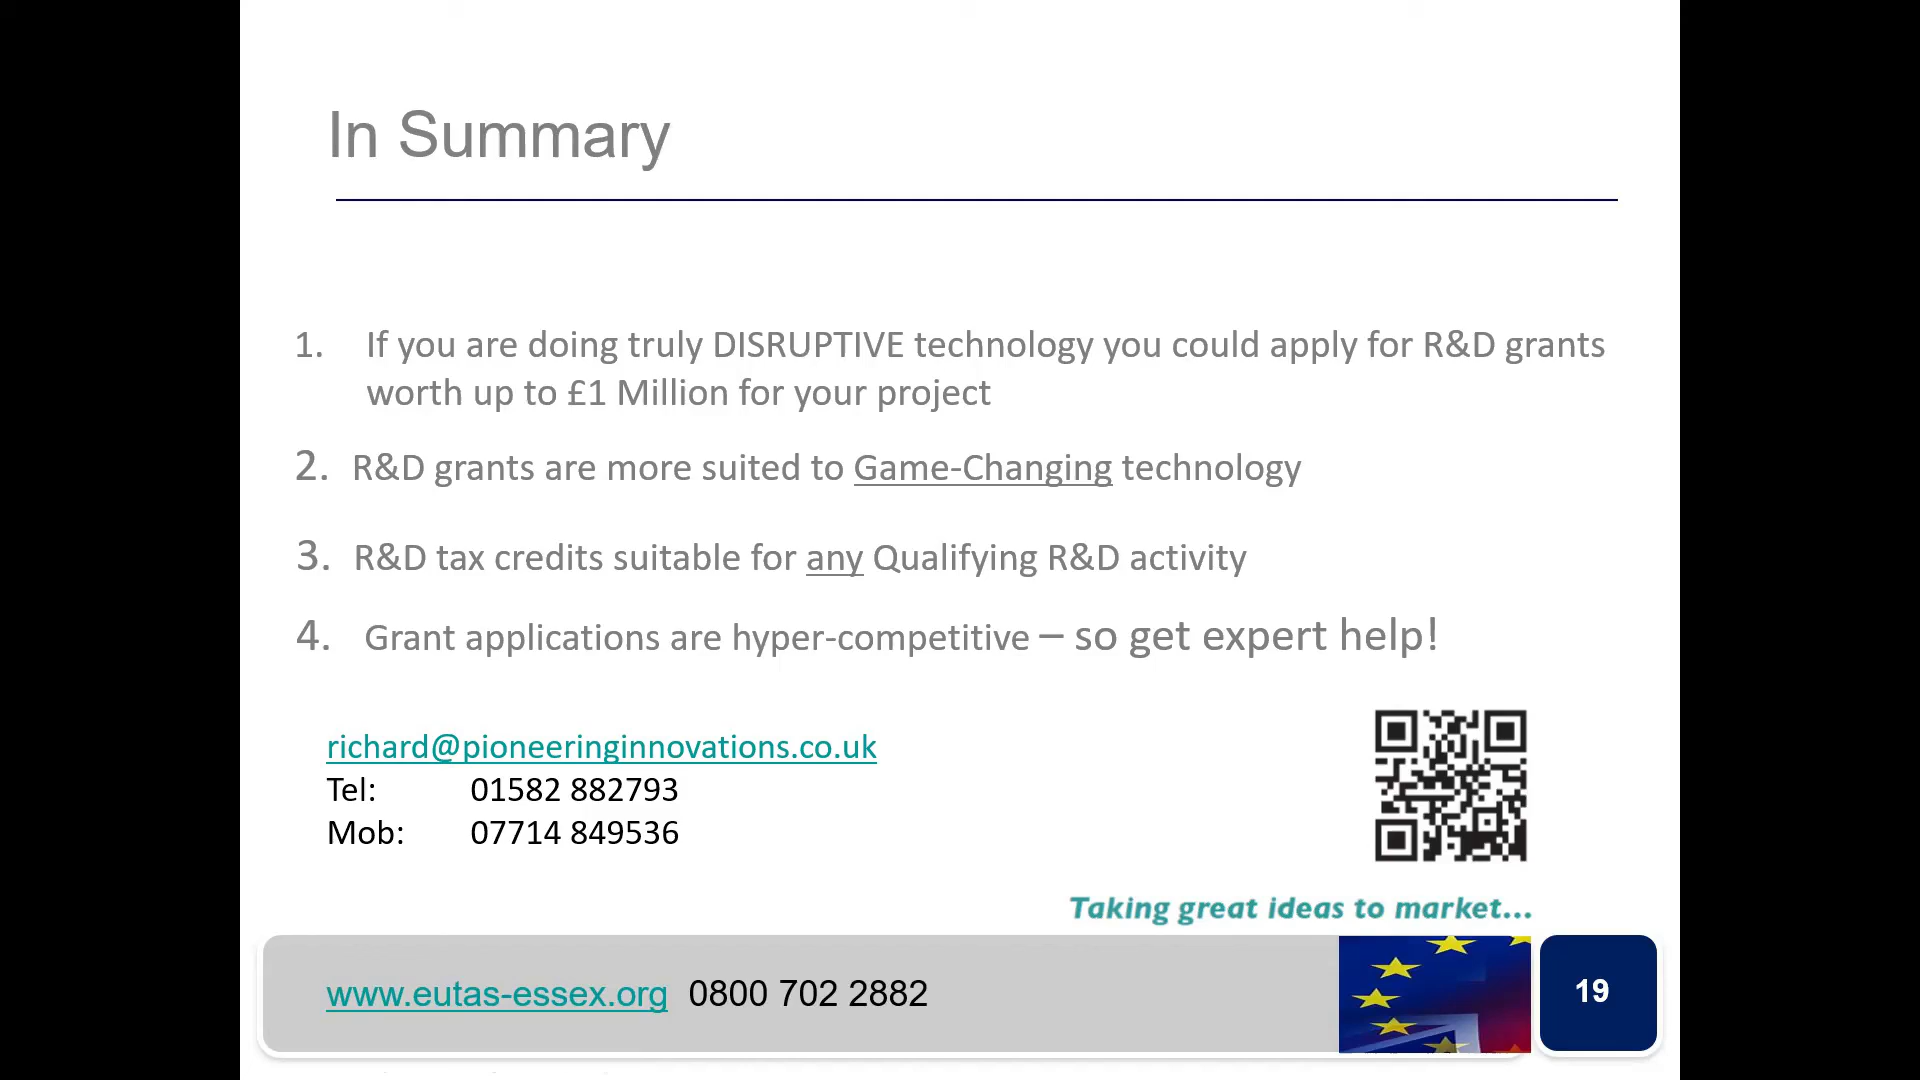 In Summary
1. If you are doing truly DISRUPTIVE technology you could apply for R&D grants
worth up to £1 Million for your project
2. R&D grants are more suited to Game-Changing technology
3. R&D tax credits suitable for any Qualifying R&D activity
4. Grant applications are hyper-competitive – so get expert help!
richard@pioneeringinnovations.co.uk
Tel: 01582 882793
Mob: 07714 849536
Taking great ideas to market...
www.eutas-essex.org 0800 702 2882
19